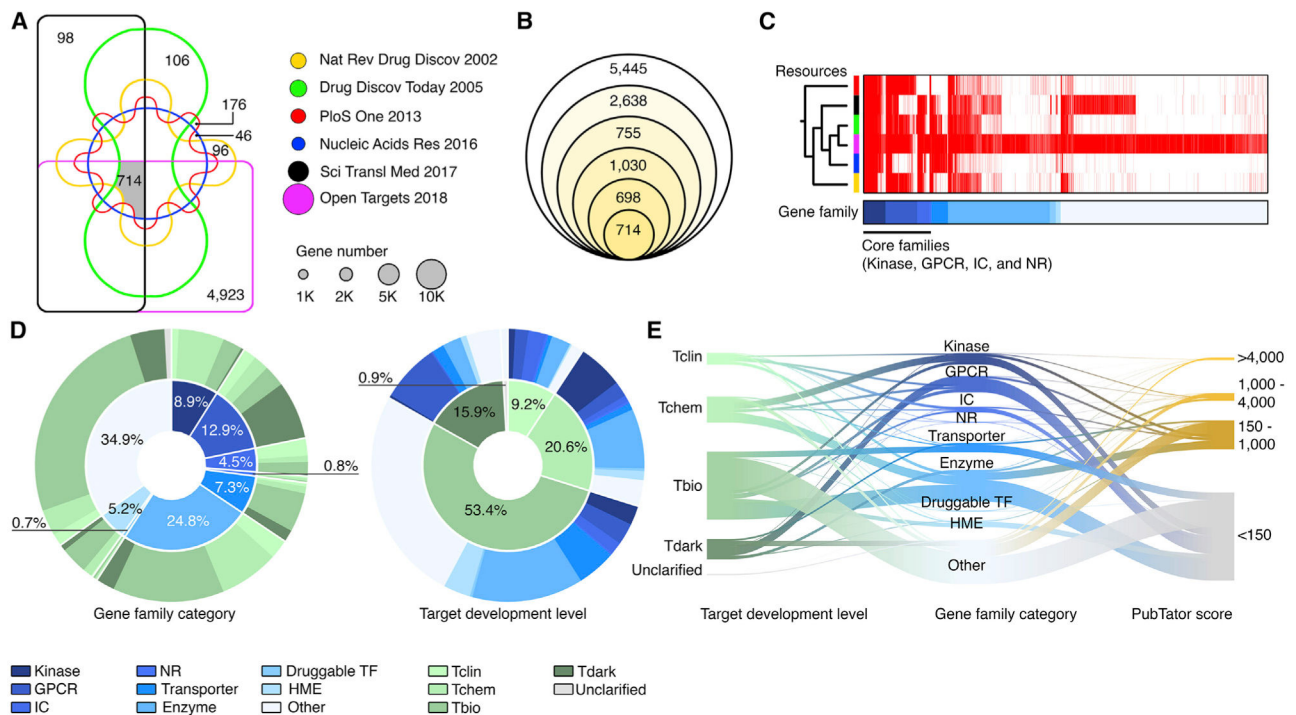 A
98
106
176
46
96
714
4,923
Nat Rev Drug Discov 2002
Drug Discov Today 2005
PloS One 2013
Nucleic Acids Res 2016
Sci Transl Med 2017
Open Targets 2018
Gene number
1K 2K 5K 10K
B
5,445
2,638
755
1,030
698
714
C
Resources
Gene family
Core families
(Kinase, GPCR, IC, and NR)
D
8.9%
12.9%
4.5%
0.8%
7.3%
24.8%
0.7%
5.2%
34.9%
Gene family category
0.9%
9.2%
20.6%
53.4%
15.9%
Target development level
E
Tclin
Tchem
Tbio
Tdark
Unclarified
Kinase
GPCR
IC
NR
Transporter
Enzyme
Druggable TF
HME
Other
>4,000
1,000 -
4,000
150 -
1,000
<150
Target development level Gene family category PubTator score
Kinase NR Druggable TF Tclin Tdark
GPCR Transporter HME Tchem Unclarified
IC Enzyme Other Tbio